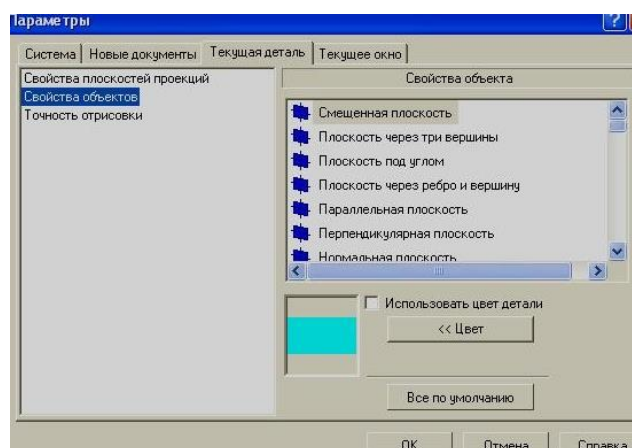 Параметры
Система Новые документы Текущая деталь Текущее окно
Свойства плоскостей проекций
Свойства объектов
Точность отрисовки
Свойства объекта
Смещенная плоскость
Плоскость через три вершины
Плоскость под углом
Плоскость через ребро и вершину
Параллельная плоскость
Перпендикулярная плоскость
Нормальная плоскость
Использовать цвет детали
<< Цвет
Все по умолчанию
OK Отмена Справка